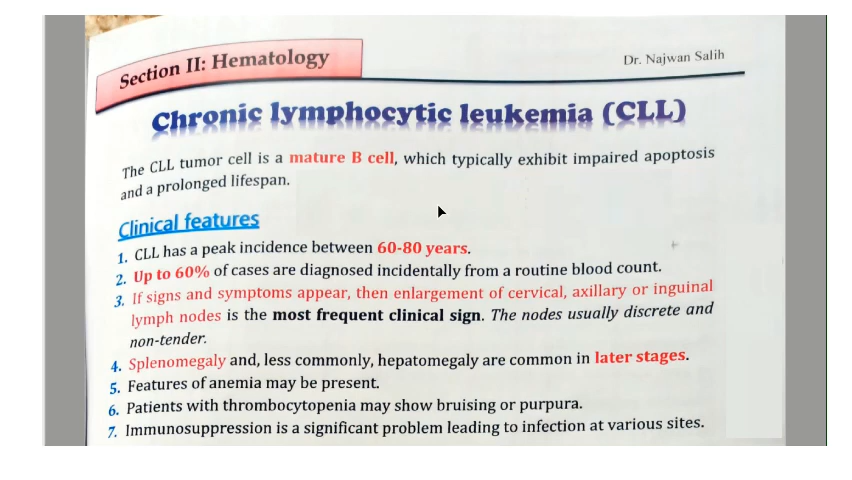 Section II: Hematology
Dr. Najwan Salih
Chronic lymphocytic leukemia (CLL)
The CLL tumor cell is a mature B cell, which typically exhibit impaired apoptosis
and a prolonged lifespan.
Clinical features
1. CLL has a peak incidence between 60-80 years.
2. Up to 60% of cases are diagnosed incidentally from a routine blood count.
3. If signs and symptoms appear, then enlargement of cervical, axillary or inguinal
lymph nodes is the most frequent clinical sign. The nodes usually discrete and
non-tender.
4. Splenomegaly and, less commonly, hepatomegaly are common in later stages.
5. Features of anemia may be present.
6. Patients with thrombocytopenia may show bruising or purpura.
7. Immunosuppression is a significant problem leading to infection at various sites.